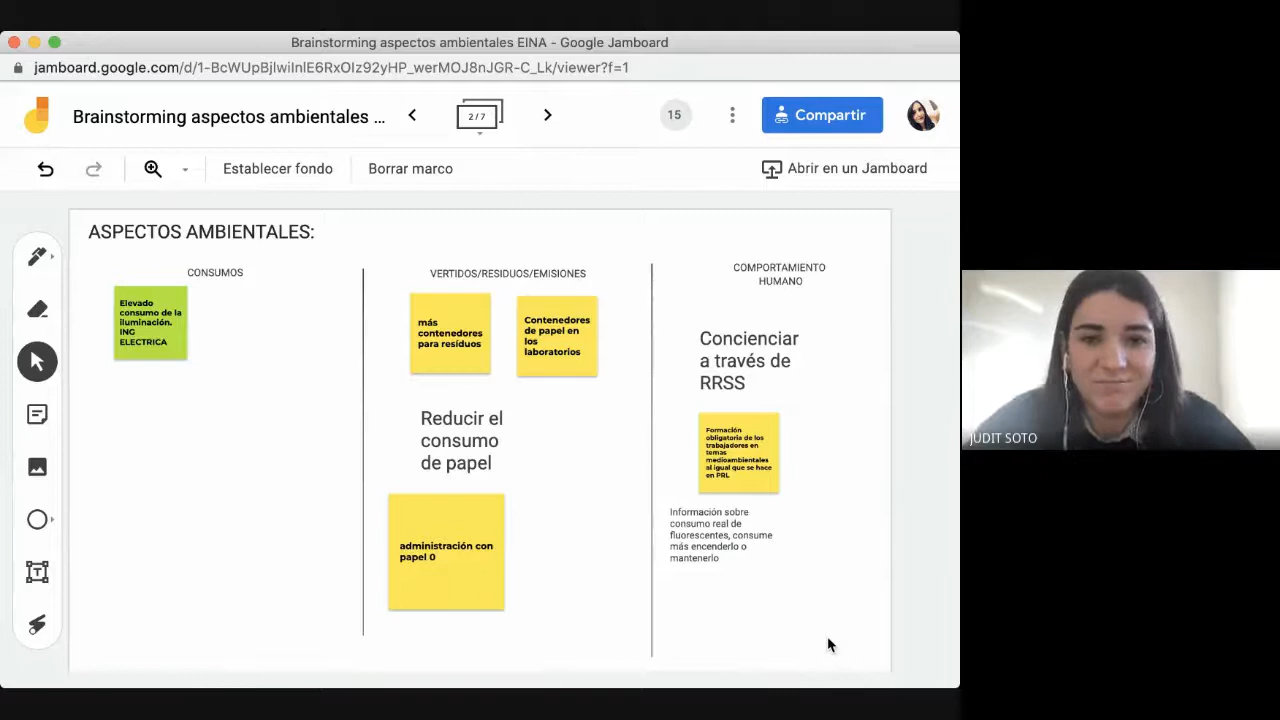 Brainstorming aspectos ambientales EINA - Google Jamboard
jamboard.google.com/d/1-BcWUpBjlwiInlE6RxOIz92yHP_werMOJ8nJGR-C_Lk/viewer?f=1
Brainstorming aspectos ambientales ...
2/7
15
Compartir
Establecer fondo
Borrar marco
Abrir en un Jamboard
ASPECTOS AMBIENTALES:
CONSUMOS
Elevado
consumo de la
iluminación.
ING
ELECTRICA
VERTIDOS/RESIDUOS/EMISIONES
más
contenedores
para resíduos
Contenedores
de papel en
los
laboratorios
Reducir el
consumo
de papel
administración con
papel 0
COMPORTAMIENTO
HUMANO
Concienciar
a través de
RRSS
Formación
obligatoria de los
trabajadores en
temas
medioambientales
al igual que se hace
en PRL
Información sobre
consumo real de
fluorescentes, consume
más encenderlo o
mantenerlo
JUDIT SOTO